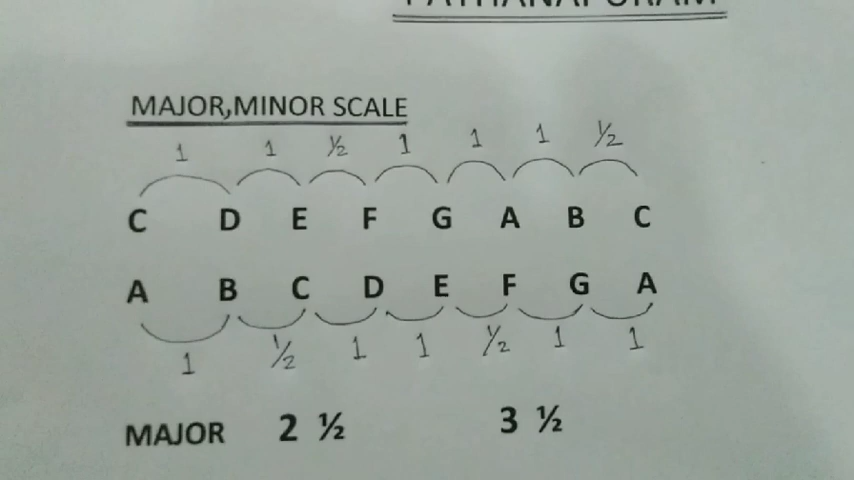 PATHANAPURAM
MAJOR,MINOR SCALE
1 1 ½ 1 1 1 ½
C D E F G A B C
A B C D E F G A
1 ½ 1 1 ½ 1 1
MAJOR 2 ½ 3 ½